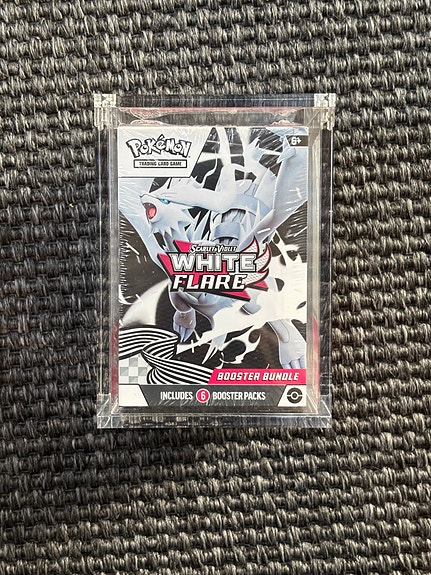 POKéMON
TRADING CARD GAME
6+
SCARLET & VIOLET
WHITE
FLARE
BOOSTER BUNDLE
INCLUDES 6 BOOSTER PACKS